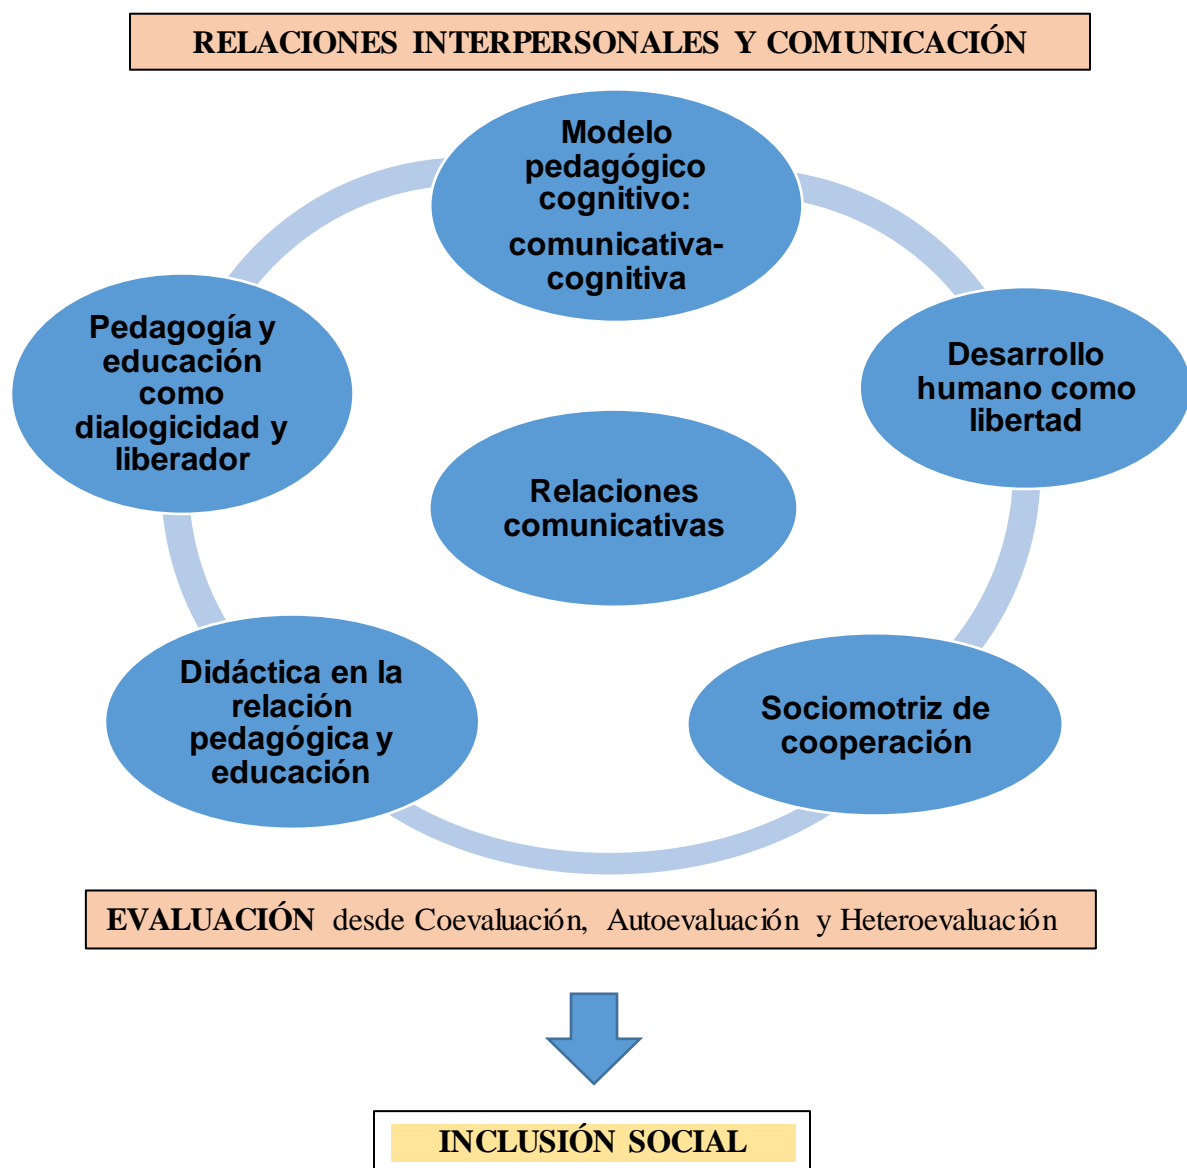 RELACIONES INTERPERSONALES Y COMUNICACIÓN
Modelo
pedagógico
cognitivo:
comunicativa-
cognitiva
Pedagogía y
educación
como
dialogicidad y
liberador
Desarrollo
humano como
libertad
Relaciones
comunicativas
Didáctica en la
relación
pedagógica y
educación
Sociomotriz de
cooperación
EVALUACIÓN desde Coevaluación, Autoevaluación y Heteroevaluación
INCLUSIÓN SOCIAL